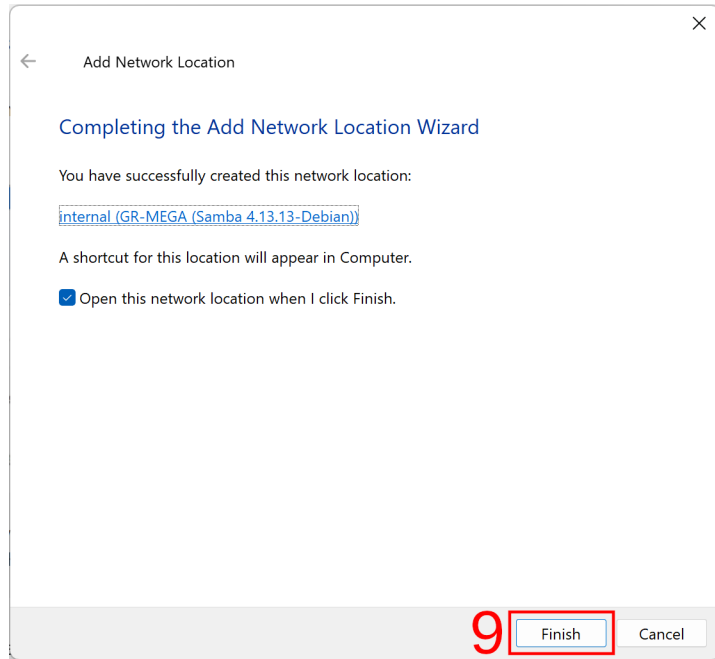 Add Network Location
Completing the Add Network Location Wizard
You have successfully created this network location:
internal (GR-MEGA (Samba 4.13.13-Debian))
A shortcut for this location will appear in Computer.
Open this network location when I click Finish.
9 Finish Cancel